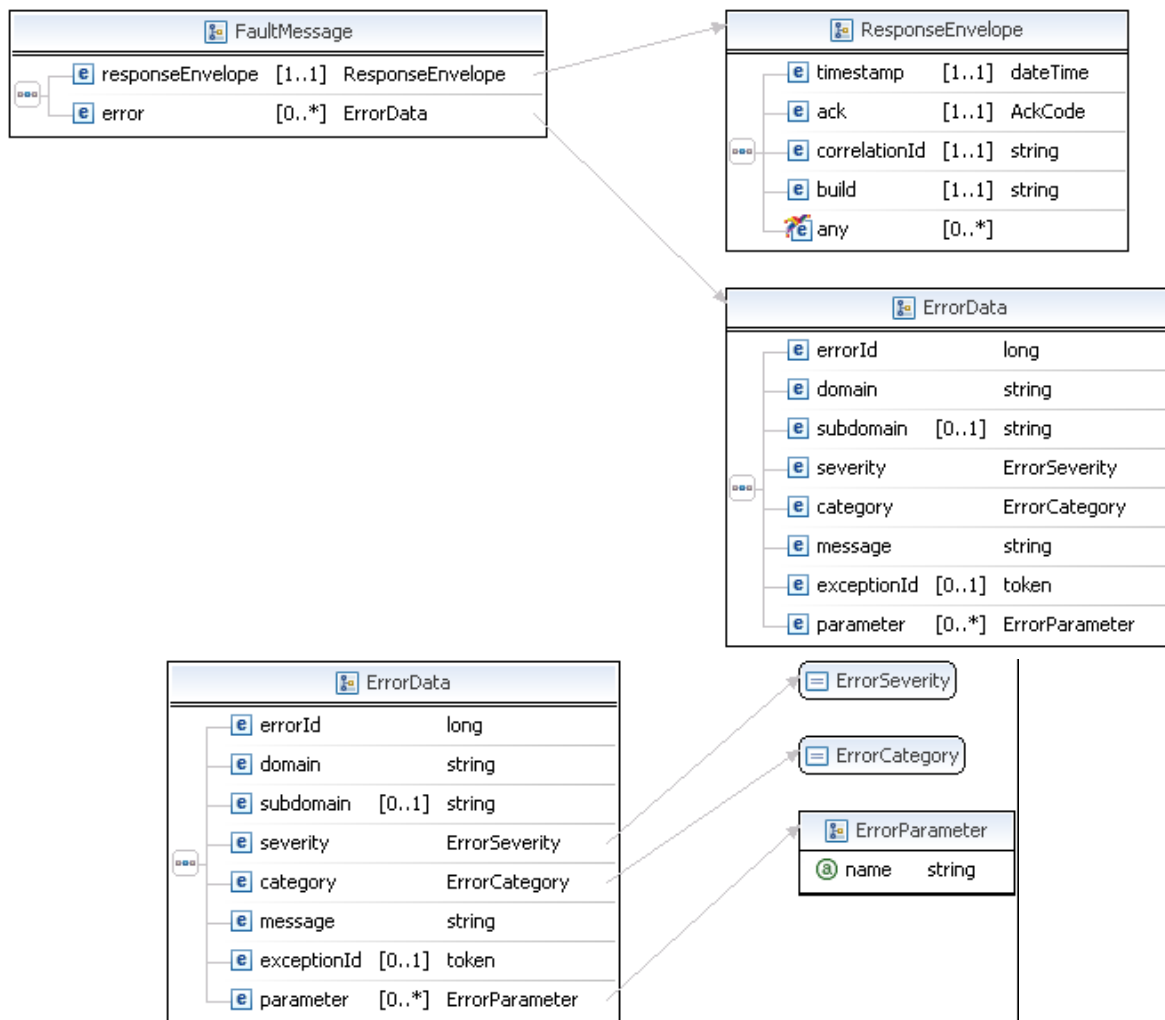 FaultMessage
e responseEnvelope [1..1] ResponseEnvelope
e error [0..*] ErrorData
ResponseEnvelope
e timestamp [1..1] dateTime
e ack [1..1] AckCode
e correlationId [1..1] string
e build [1..1] string
e any [0..*]
ErrorData
e errorId long
e domain string
e subdomain [0..1] string
e severity ErrorSeverity
e category ErrorCategory
e message string
e exceptionId [0..1] token
e parameter [0..*] ErrorParameter
ErrorData
e errorId long
e domain string
e subdomain [0..1] string
e severity ErrorSeverity
e category ErrorCategory
e message string
e exceptionId [0..1] token
e parameter [0..*] ErrorParameter
ErrorSeverity
ErrorCategory
ErrorParameter
a name string